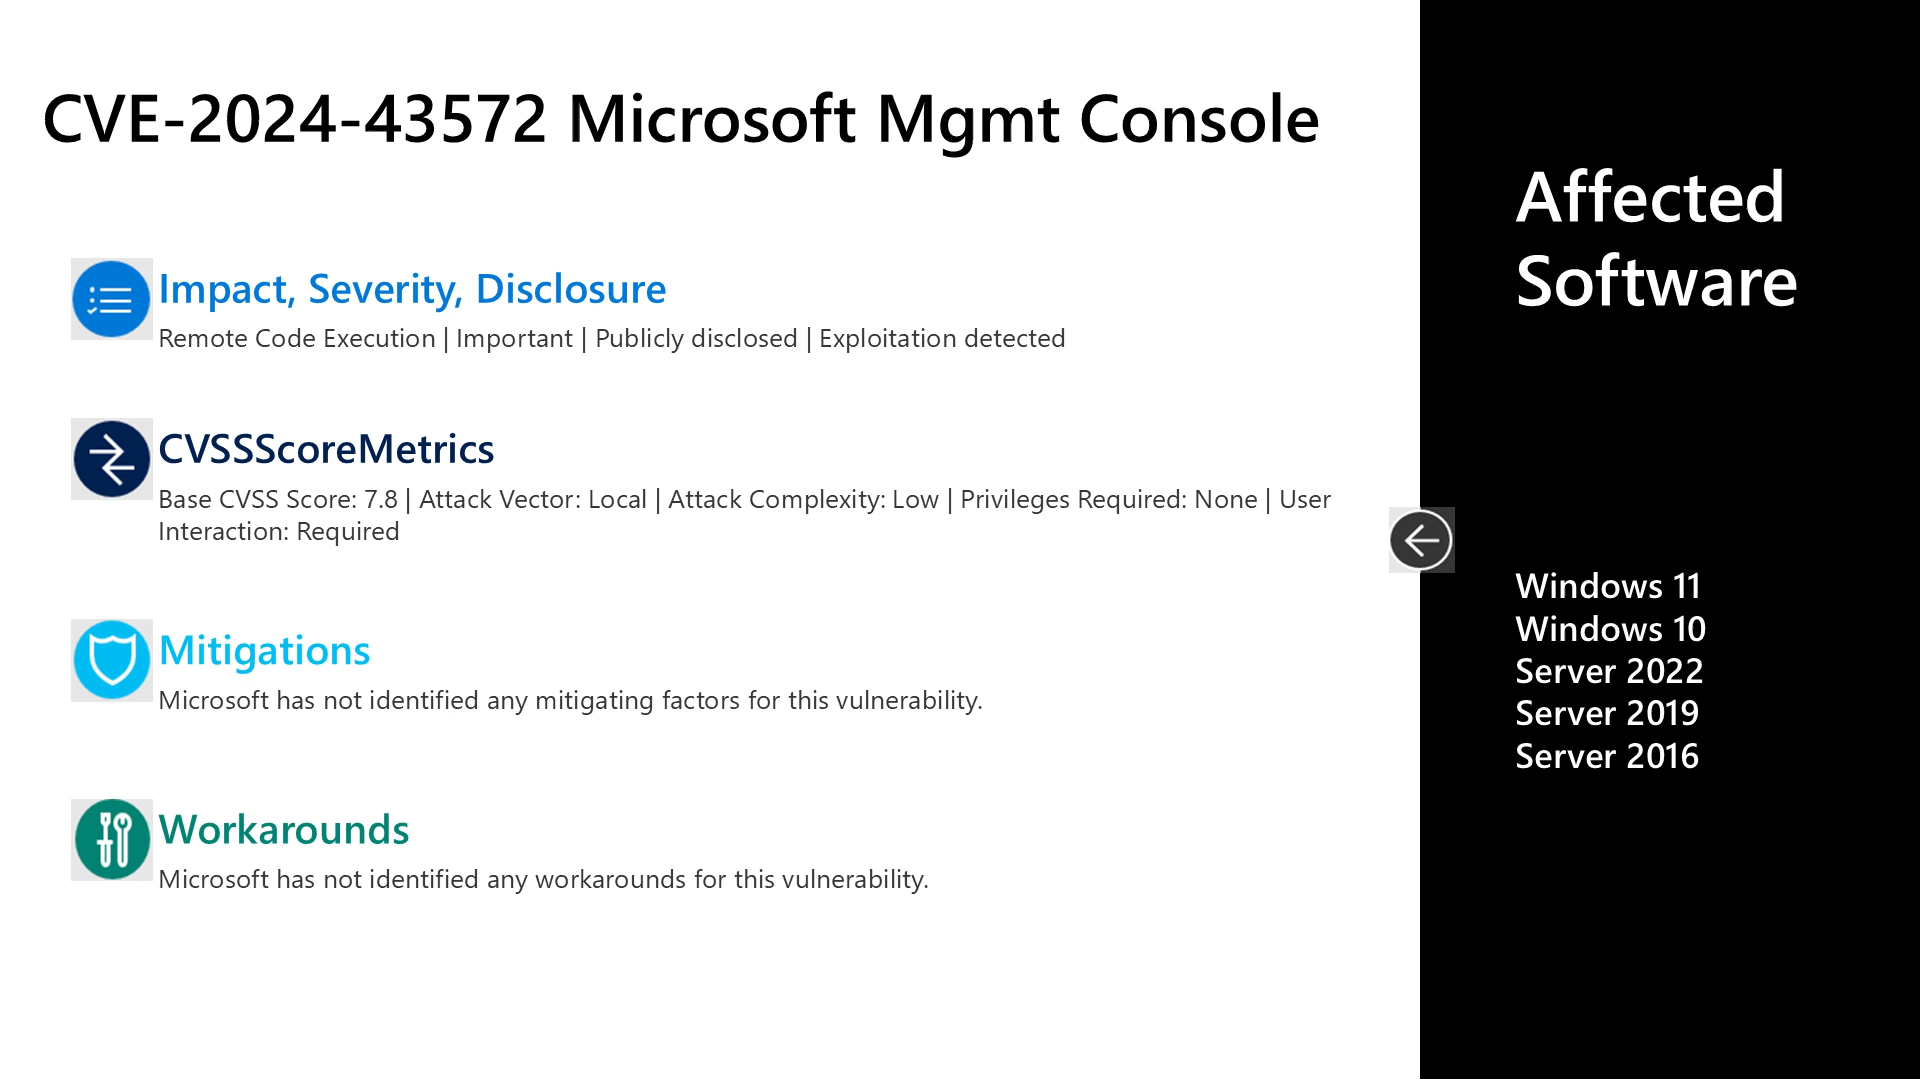 CVE-2024-43572 Microsoft Mgmt Console
Impact, Severity, Disclosure
Remote Code Execution | Important | Publicly disclosed | Exploitation detected
CVSSScoreMetrics
Base CVSS Score: 7.8 | Attack Vector: Local | Attack Complexity: Low | Privileges Required: None | User
Interaction: Required
Mitigations
Microsoft has not identified any mitigating factors for this vulnerability.
Workarounds
Microsoft has not identified any workarounds for this vulnerability.
Affected
Software
Windows 11
Windows 10
Server 2022
Server 2019
Server 2016